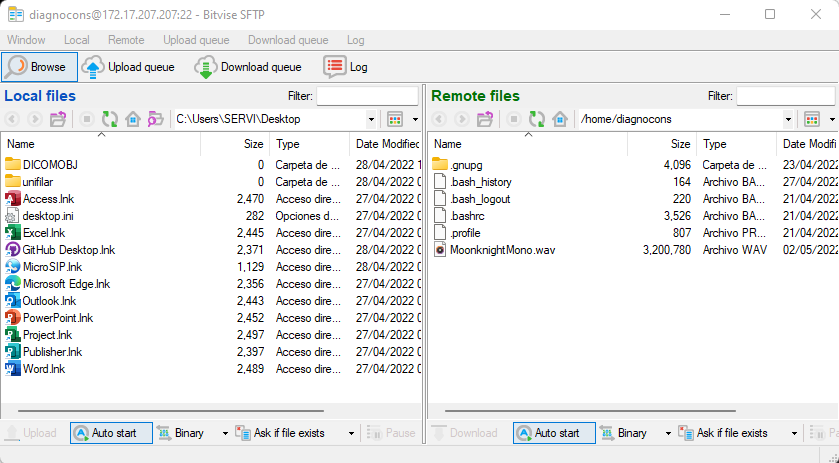 diagnocons@172.17.207.207:22 - Bitvise SFTP
Window Local Remote Upload queue Download queue Log
Browse Upload queue Download queue Log
Local files Filter:
C:\Users\SERVI\Desktop
Name Size Type Date Modified
DICOMOBJ 0 Carpeta de ... 28/04/2022 1
unifilar 0 Carpeta de ... 28/04/2022 0
Access.lnk 2,470 Acceso dire... 27/04/2022 0
desktop.ini 282 Opciones d... 27/04/2022 0
Excel.lnk 2,445 Acceso dire... 27/04/2022 0
GitHub Desktop.lnk 2,371 Acceso dire... 28/04/2022 0
MicroSIP.lnk 1,129 Acceso dire... 28/04/2022 0
Microsoft Edge.lnk 2,356 Acceso dire... 27/04/2022 0
Outlook.lnk 2,443 Acceso dire... 27/04/2022 0
PowerPoint.lnk 2,452 Acceso dire... 27/04/2022 0
Project.lnk 2,497 Acceso dire... 27/04/2022 0
Publisher.lnk 2,397 Acceso dire... 27/04/2022 0
Word.lnk 2,489 Acceso dire... 27/04/2022 0
Upload Auto start Binary Ask if file exists Pause
Remote files Filter:
/home/diagnocons
Name Size Type Date Modifi
.gnupg 4,096 Carpeta de ... 23/04/2022
.bash_history 164 Archivo BA... 27/04/2022
.bash_logout 220 Archivo BA... 21/04/2022
.bashrc 3,526 Archivo BA... 21/04/2022
.profile 807 Archivo PR... 21/04/2022
MoonknightMono.wav 3,200,780 Archivo WAV 02/05/2022
Download Auto start Binary Ask if file exists Pa